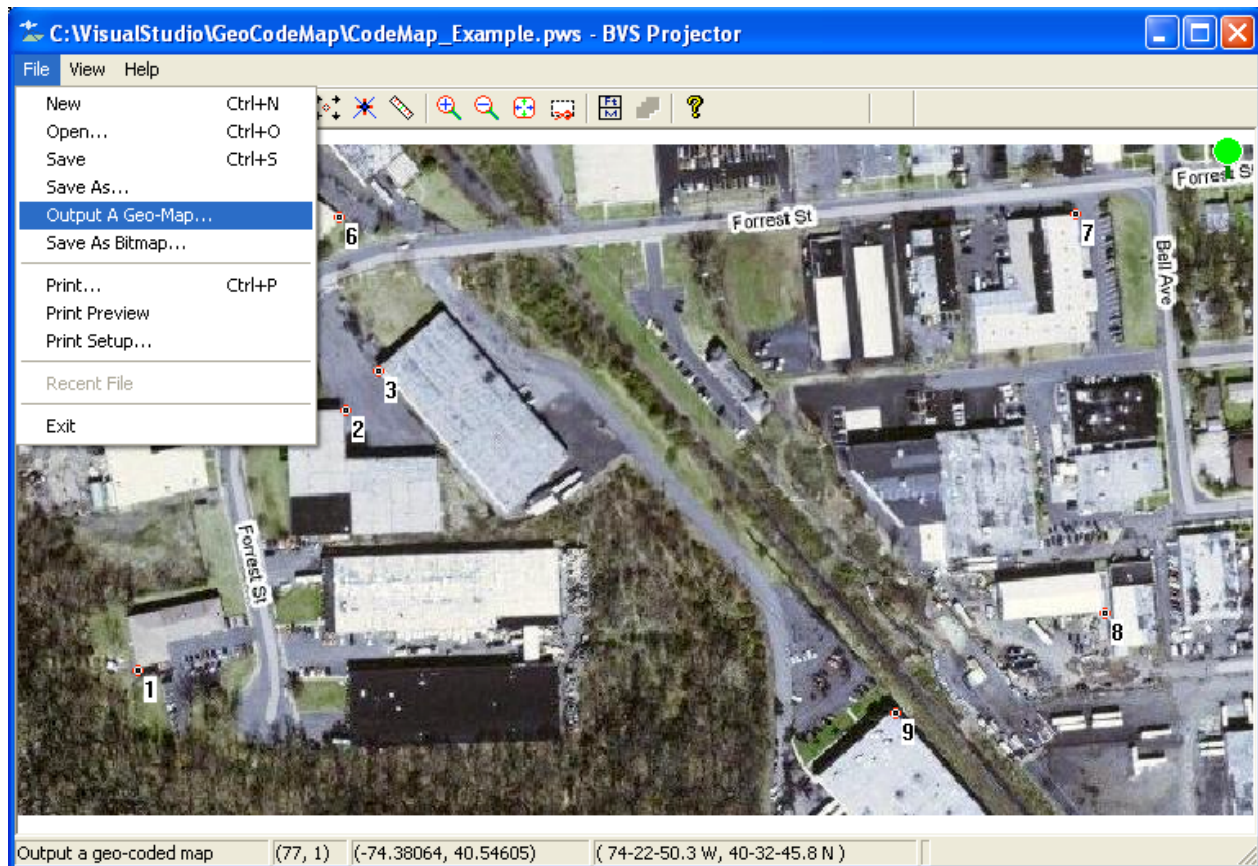 C:\VisualStudio\GeoCodeMap\CodeMap_Example.pws - BVS Projector
File View Help
New Ctrl+N
Open... Ctrl+O
Save Ctrl+S
Save As...
Output A Geo-Map...
Save As Bitmap...
Print... Ctrl+P
Print Preview
Print Setup...
Recent File
Exit
Ft
M
?
Forrest St
Forrest St
Bell Ave
Forrest St
6
7
3
2
1
8
9
Output a geo-coded map (77, 1) (-74.38064, 40.54605) ( 74-22-50.3 W, 40-32-45.8 N )